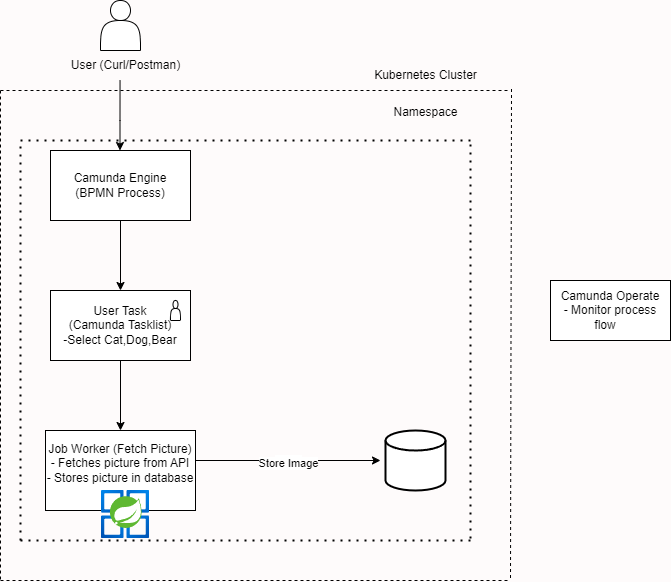 User (Curl/Postman)
Kubernetes Cluster
Namespace
Camunda Engine
(BPMN Process)
User Task
(Camunda Tasklist)
-Select Cat,Dog,Bear
Camunda Operate
- Monitor process
flow
Job Worker (Fetch Picture)
- Fetches picture from API
- Stores picture in database
Store Image